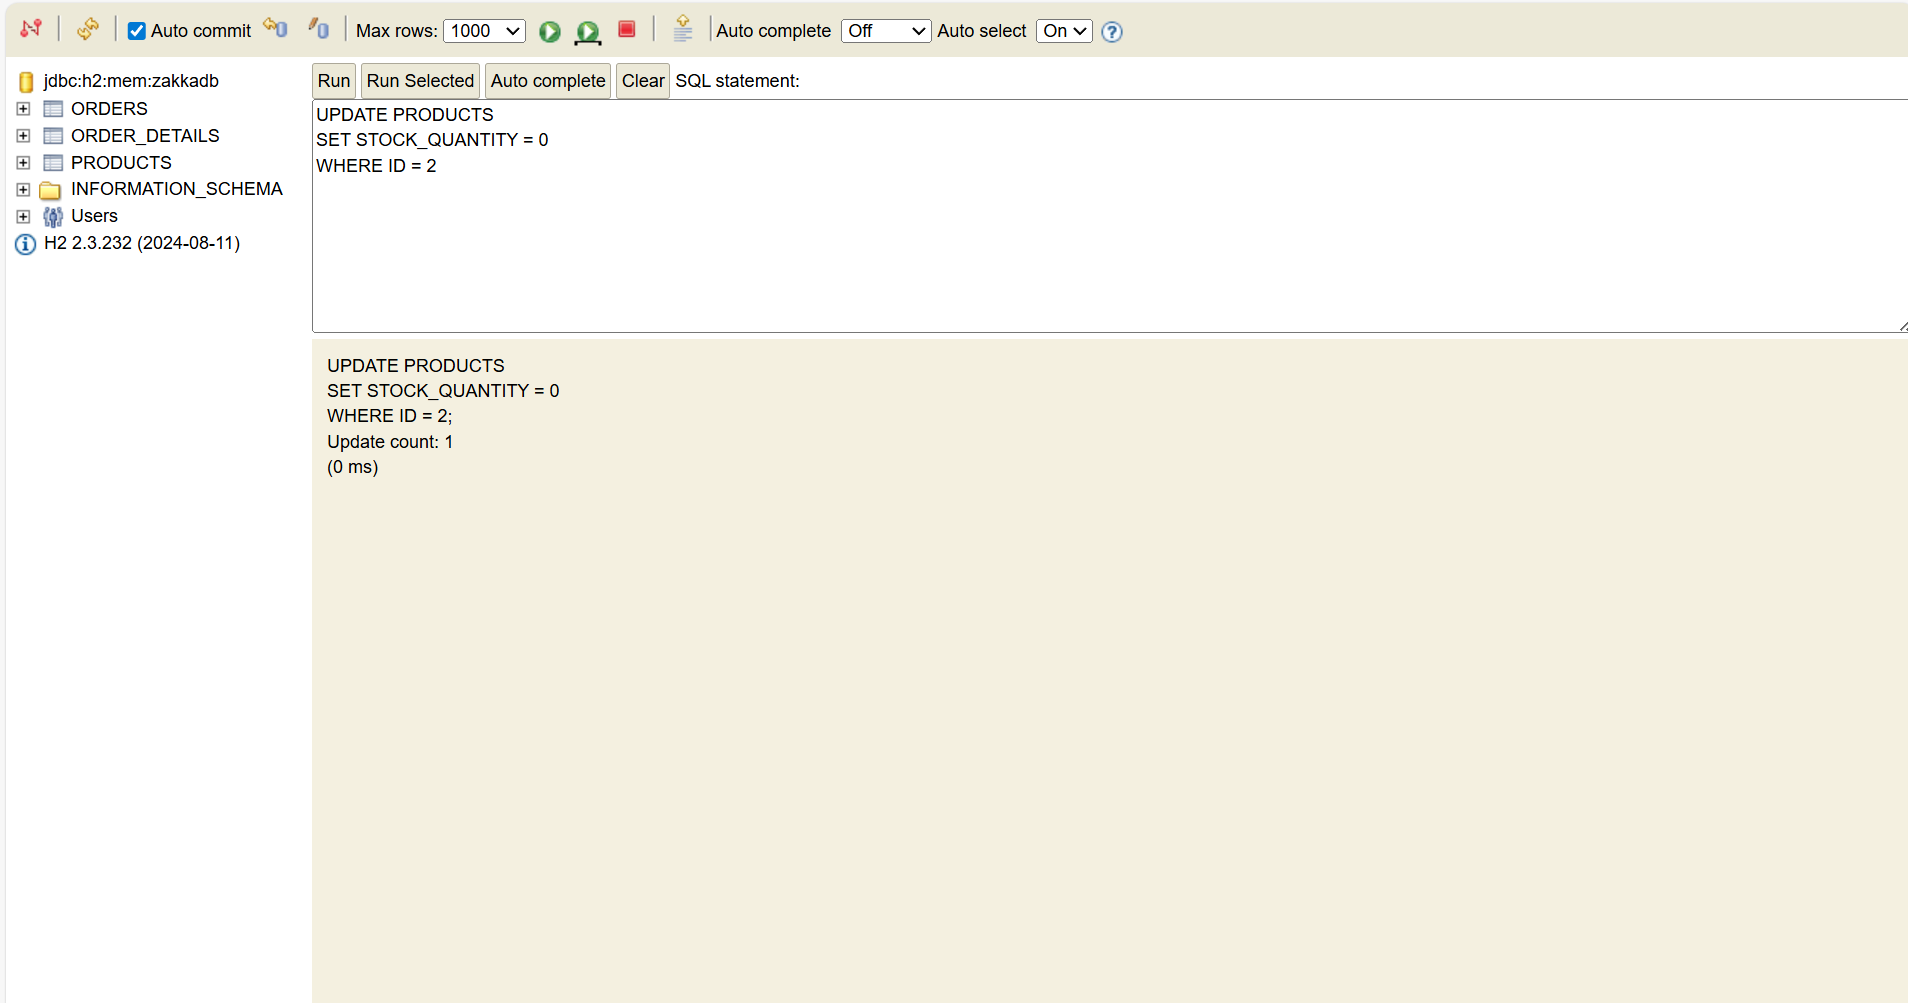 Auto commit Max rows: 1000 Auto complete Off Auto select On ?
jdbc:h2:mem:zakkadb
ORDERS
ORDER_DETAILS
PRODUCTS
INFORMATION_SCHEMA
Users
H2 2.3.232 (2024-08-11)
Run Run Selected Auto complete Clear SQL statement:
UPDATE PRODUCTS
SET STOCK_QUANTITY = 0
WHERE ID = 2
UPDATE PRODUCTS
SET STOCK_QUANTITY = 0
WHERE ID = 2;
Update count: 1
(0 ms)